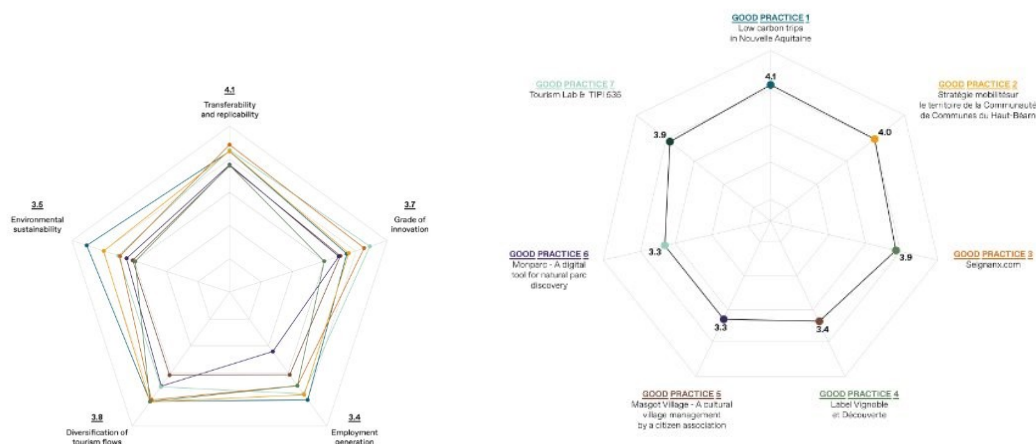 4.1
Transferability
and replicability
3.5
Environmental
sustainability
3.7
Grade of
innovation
3.8
Diversification of
tourism flows
3.4
Employment
generation
GOOD PRACTICE 1
Low carbon trips
in Nouvelle Aquitaine
4.1
GOOD PRACTICE 7
Tourism Lab & TIPI 636
3.9
GOOD PRACTICE 2
Stratégie mobilitésur
le territoire de la Communauté
de Communes du Haut-Béarn
4.0
GOOD PRACTICE 6
Monparc - A digital
tool for natural parc
discovery
3.3
GOOD PRACTICE 3
Seignanx.com
3.9
3.3
3.4
GOOD PRACTICE 5
Masgot Village - A cultural
village management
by a citizen association
GOOD PRACTICE 4
Label Vignoble
et Découverte